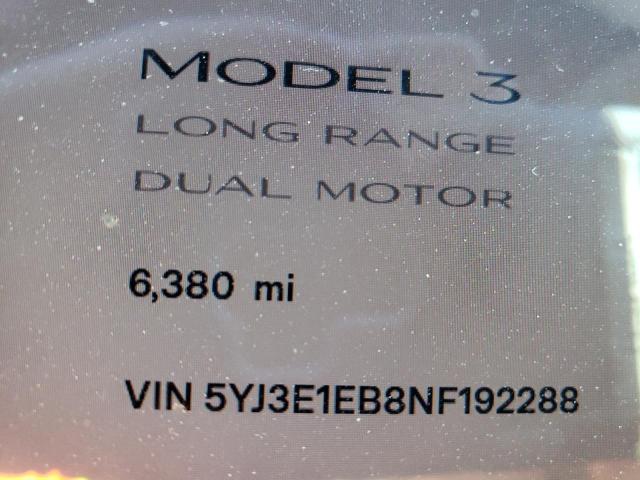 MODEL 3
LONG RANGE
DUAL MOTOR
6,380 mi
VIN 5YJ3E1EB8NF192288